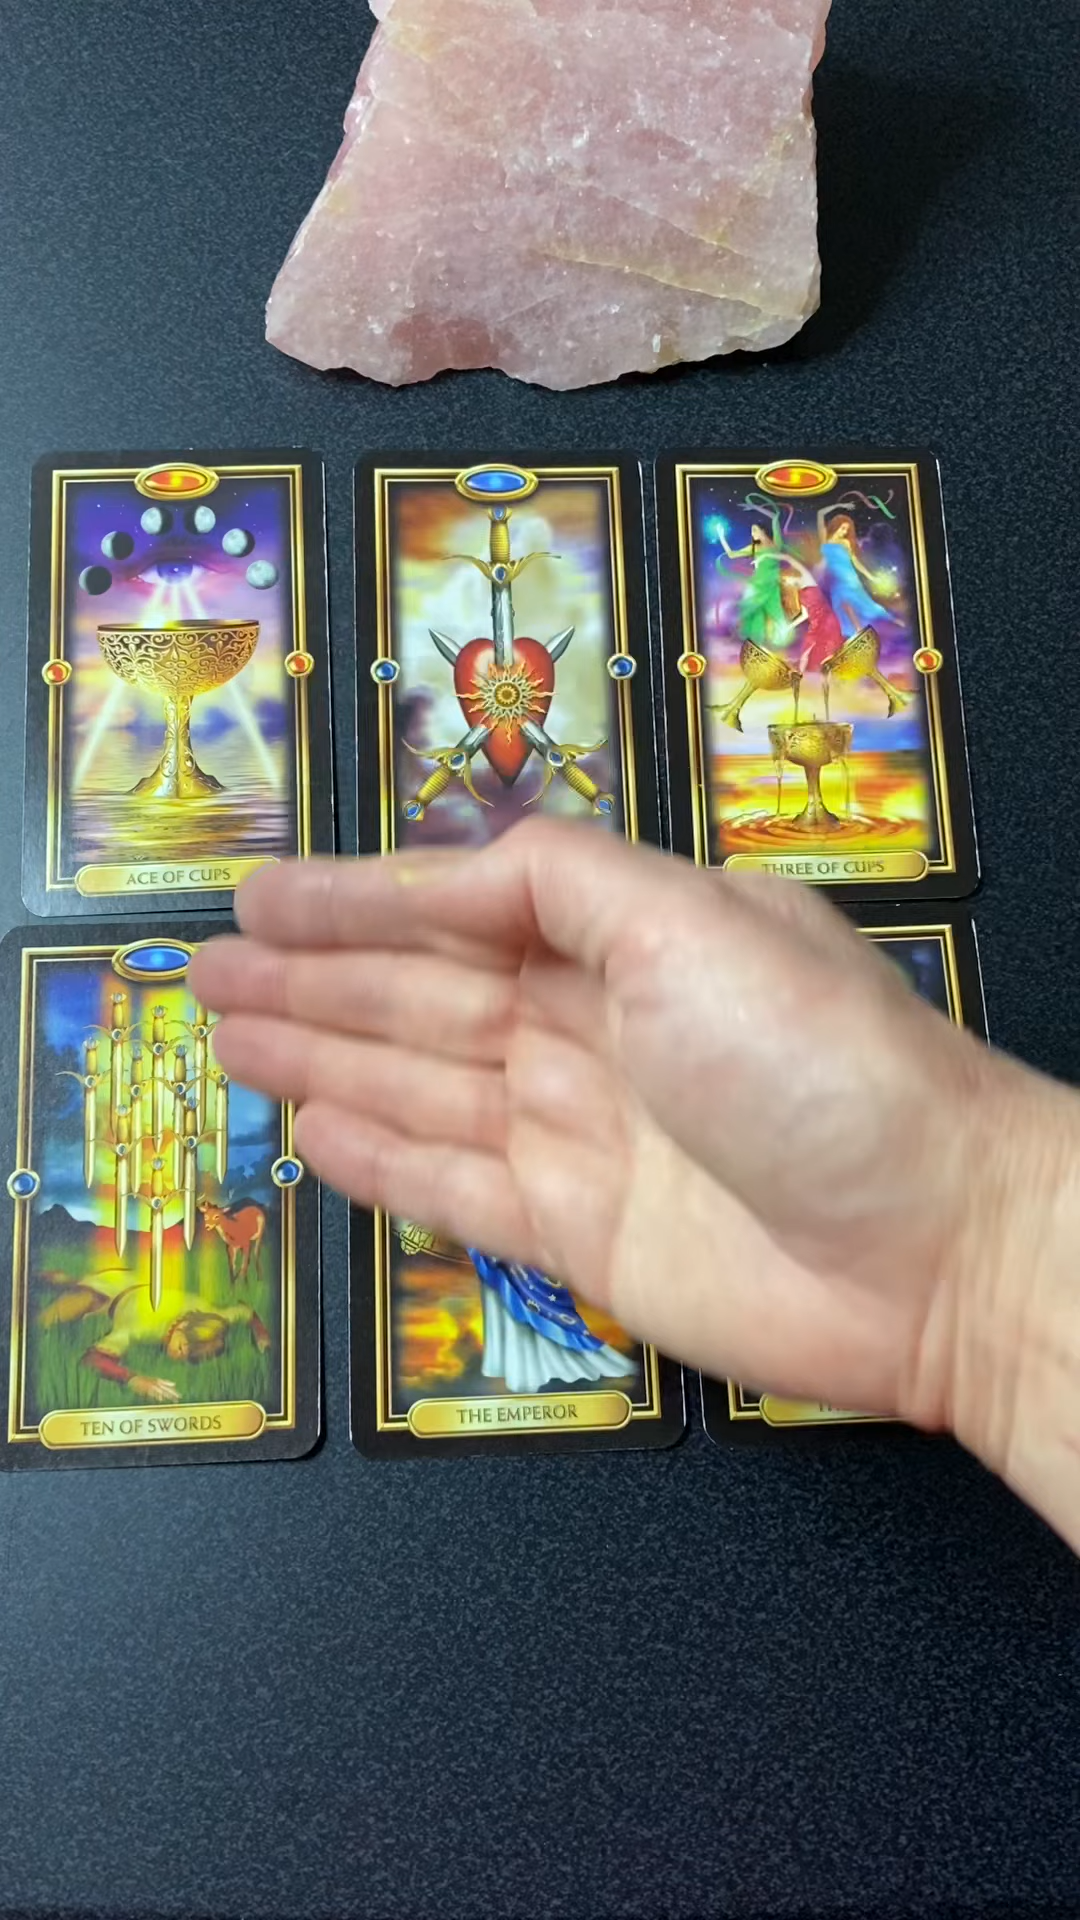 ACE OF CUPS
THREE OF CUPS
TEN OF SWORDS
THE EMPEROR